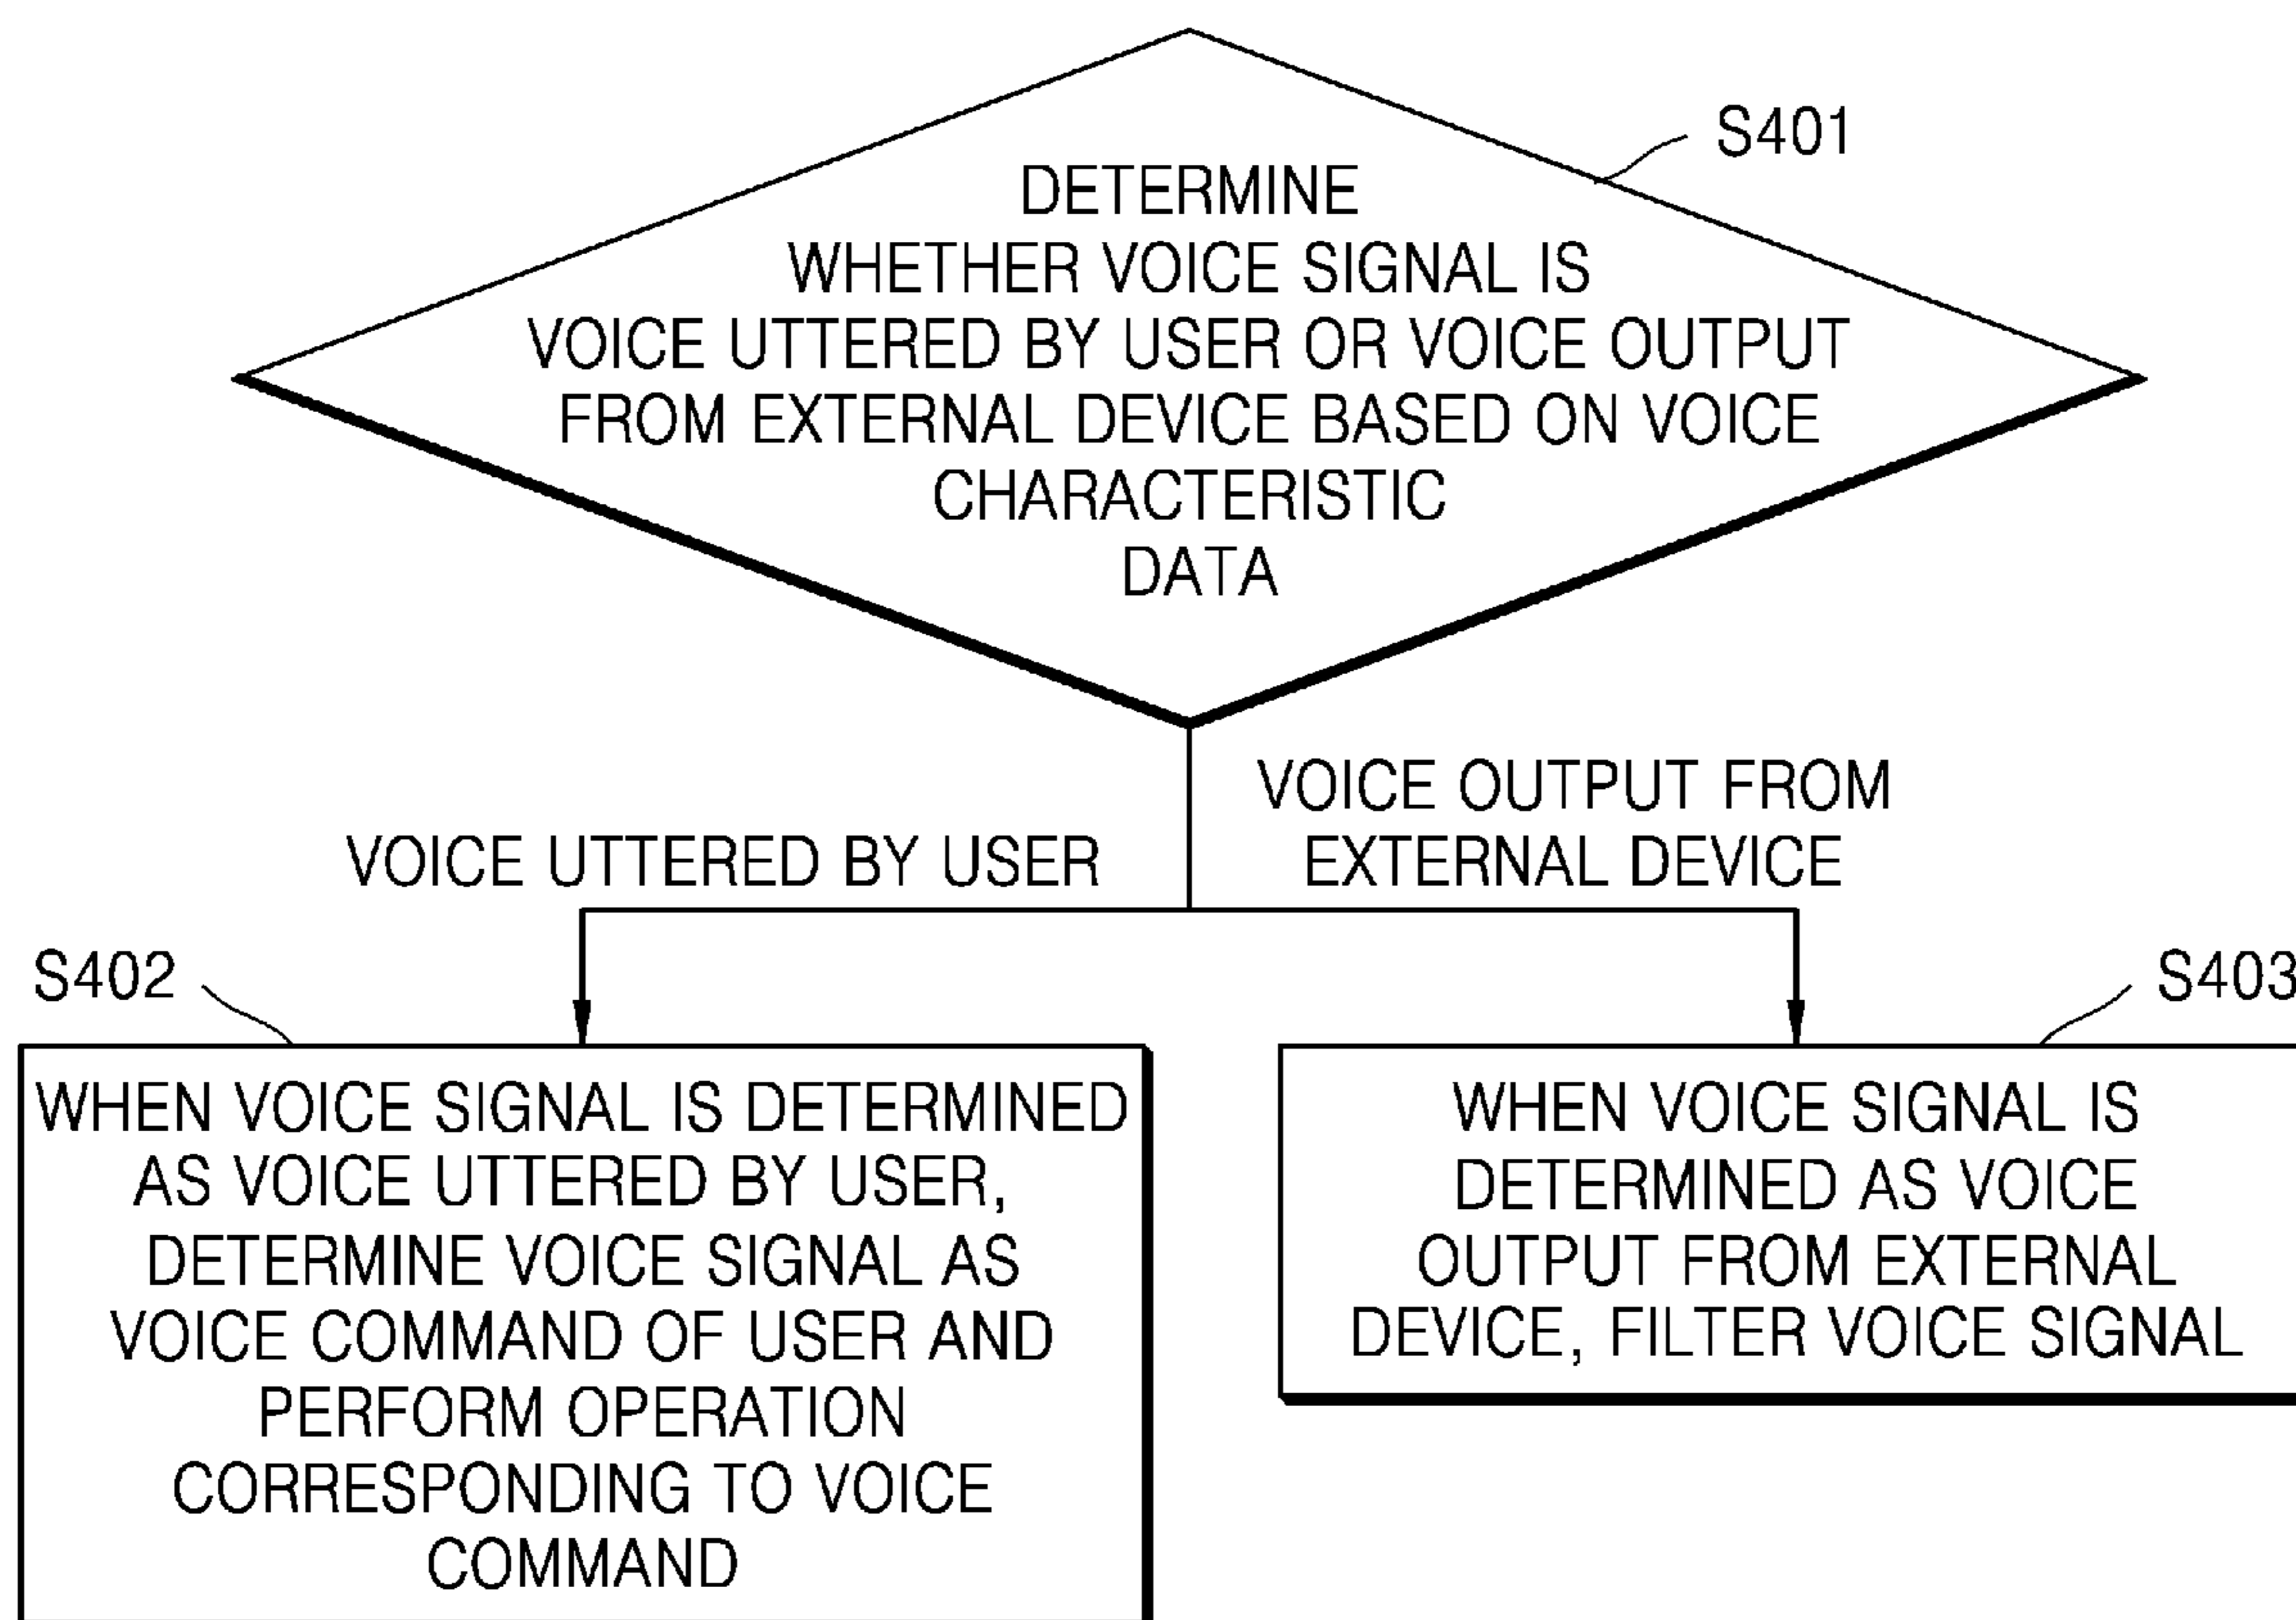 S401
DETERMINE
WHETHER VOICE SIGNAL IS
VOICE UTTERED BY USER OR VOICE OUTPUT
FROM EXTERNAL DEVICE BASED ON VOICE
CHARACTERISTIC
DATA
VOICE UTTERED BY USER
VOICE OUTPUT FROM
EXTERNAL DEVICE
S402
WHEN VOICE SIGNAL IS DETERMINED
AS VOICE UTTERED BY USER,
DETERMINE VOICE SIGNAL AS
VOICE COMMAND OF USER AND
PERFORM OPERATION
CORRESPONDING TO VOICE
COMMAND
S403
WHEN VOICE SIGNAL IS
DETERMINED AS VOICE
OUTPUT FROM EXTERNAL
DEVICE, FILTER VOICE SIGNAL